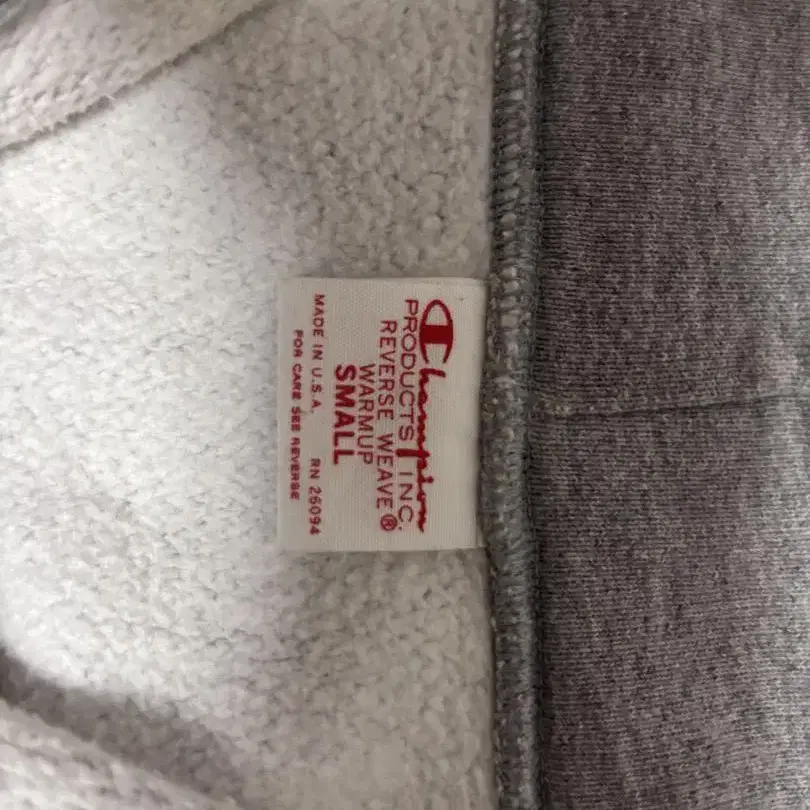 Champion
PRODUCTS INC.
REVERSE WEAVE®
WARMUP
SMALL
MADE IN U.S.A. RN 26094
FOR CARE SEE REVERSE